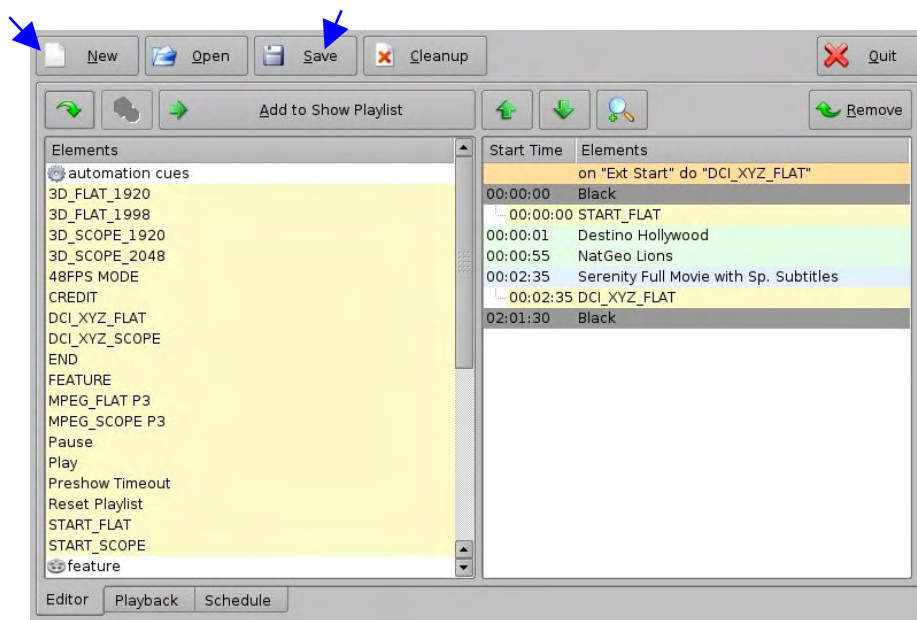 New Open Save Cleanup Quit
Add to Show Playlist Remove
Elements
automation cues
3D_FLAT_1920
3D_FLAT_1998
3D_SCOPE_1920
3D_SCOPE_2048
48FPS MODE
CREDIT
DCI_XYZ_FLAT
DCI_XYZ_SCOPE
END
FEATURE
MPEG_FLAT P3
MPEG_SCOPE P3
Pause
Play
Preshow Timeout
Reset Playlist
START_FLAT
START_SCOPE
feature
Start Time Elements
on "Ext Start" do "DCI_XYZ_FLAT"
00:00:00 Black
00:00:00 START_FLAT
00:00:01 Destino Hollywood
00:00:55 NatGeo Lions
00:02:35 Serenity Full Movie with Sp. Subtitles
00:02:35 DCI_XYZ_FLAT
02:01:30 Black
Editor Playback Schedule